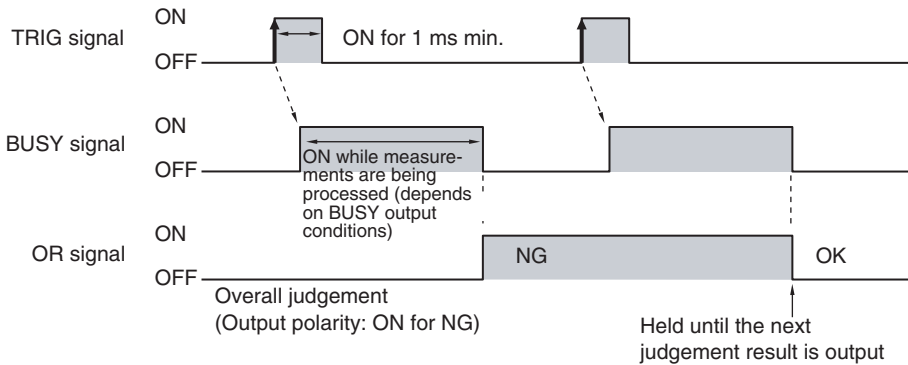 ON
TRIG signal
ON for 1 ms min.
OFF
ON
BUSY signal
OFF
ON while measure-
ments are being
processed (depends
on BUSY output
conditions)
ON
OR signal
NG
OK
OFF
Overall judgement
(Output polarity: ON for NG)
Held until the next
judgement result is output